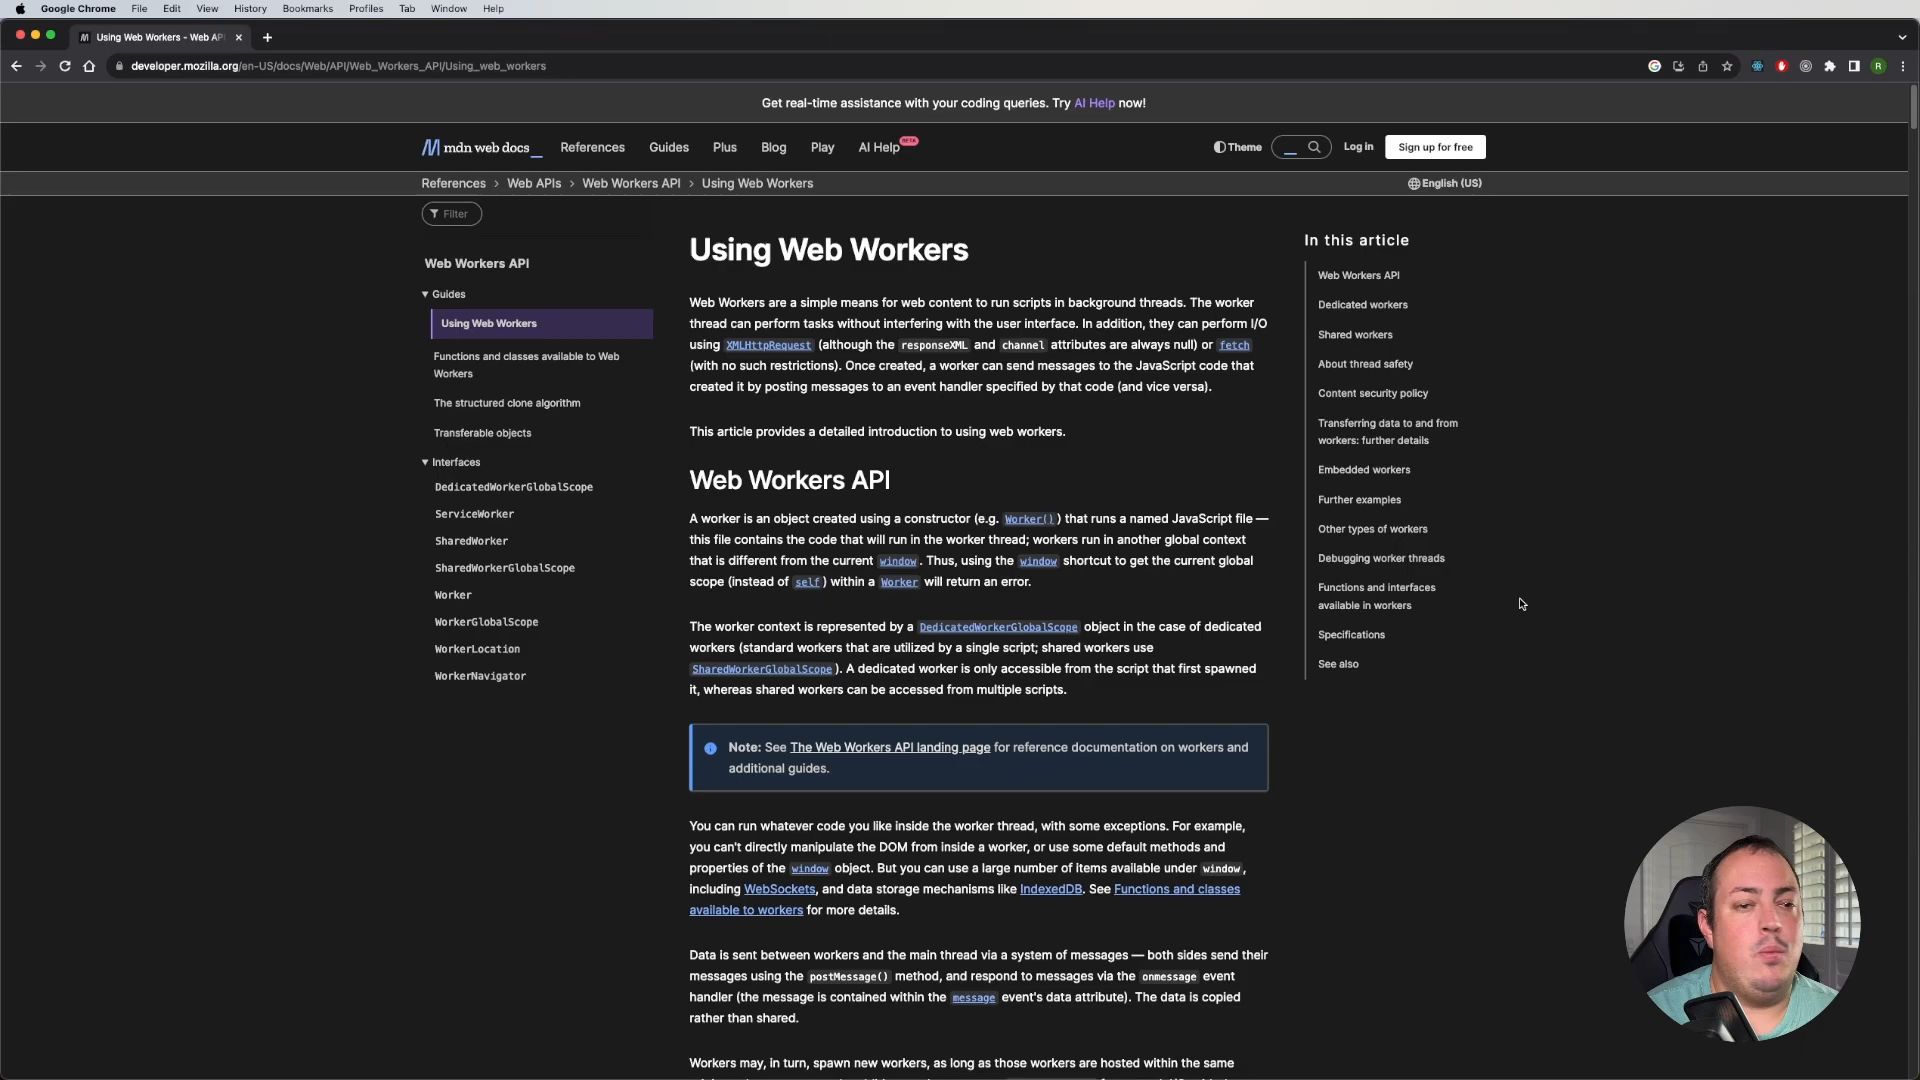 Google Chrome File Edit View History Bookmarks Profiles Tab Window Help
Using Web Workers - Web AP
developer.mozilla.org/en-US/docs/Web/API/Web_Workers_API/Using_web_workers
R
Get real-time assistance with your coding queries. Try AI Help now!
mdn web docs_ References Guides Plus Blog Play AI Help BETA Theme Log in Sign up for free
References > Web APIs > Web Workers API > Using Web Workers English (US)
Filter
Web Workers API
Guides
Using Web Workers
Functions and classes available to Web
Workers
The structured clone algorithm
Transferable objects
Interfaces
DedicatedWorkerGlobalScope
ServiceWorker
SharedWorker
SharedWorkerGlobalScope
Worker
WorkerGlobalScope
WorkerLocation
WorkerNavigator
Using Web Workers
Web Workers are a simple means for web content to run scripts in background threads. The worker
thread can perform tasks without interfering with the user interface. In addition, they can perform I/O
using XMLHttpRequest (although the responseXML and channel attributes are always null) or fetch
(with no such restrictions). Once created, a worker can send messages to the JavaScript code that
created it by posting messages to an event handler specified by that code (and vice versa).
This article provides a detailed introduction to using web workers.
Web Workers API
A worker is an object created using a constructor (e.g. Worker() ) that runs a named JavaScript file —
this file contains the code that will run in the worker thread; workers run in another global context
that is different from the current window . Thus, using the window shortcut to get the current global
scope (instead of self ) within a Worker will return an error.
The worker context is represented by a DedicatedWorkerGlobalScope object in the case of dedicated
workers (standard workers that are utilized by a single script; shared workers use
SharedWorkerGlobalScope ). A dedicated worker is only accessible from the script that first spawned
it, whereas shared workers can be accessed from multiple scripts.
Note: See The Web Workers API landing page for reference documentation on workers and
additional guides.
You can run whatever code you like inside the worker thread, with some exceptions. For example,
you can't directly manipulate the DOM from inside a worker, or use some default methods and
properties of the window object. But you can use a large number of items available under window ,
including WebSockets, and data storage mechanisms like IndexedDB. See Functions and classes
available to workers for more details.
Data is sent between workers and the main thread via a system of messages — both sides send their
messages using the postMessage() method, and respond to messages via the onmessage event
handler (the message is contained within the message event's data attribute). The data is copied
rather than shared.
Workers may, in turn, spawn new workers, as long as those workers are hosted within the same
In this article
Web Workers API
Dedicated workers
Shared workers
About thread safety
Content security policy
Transferring data to and from
workers: further details
Embedded workers
Further examples
Other types of workers
Debugging worker threads
Functions and interfaces
available in workers
Specifications
See also